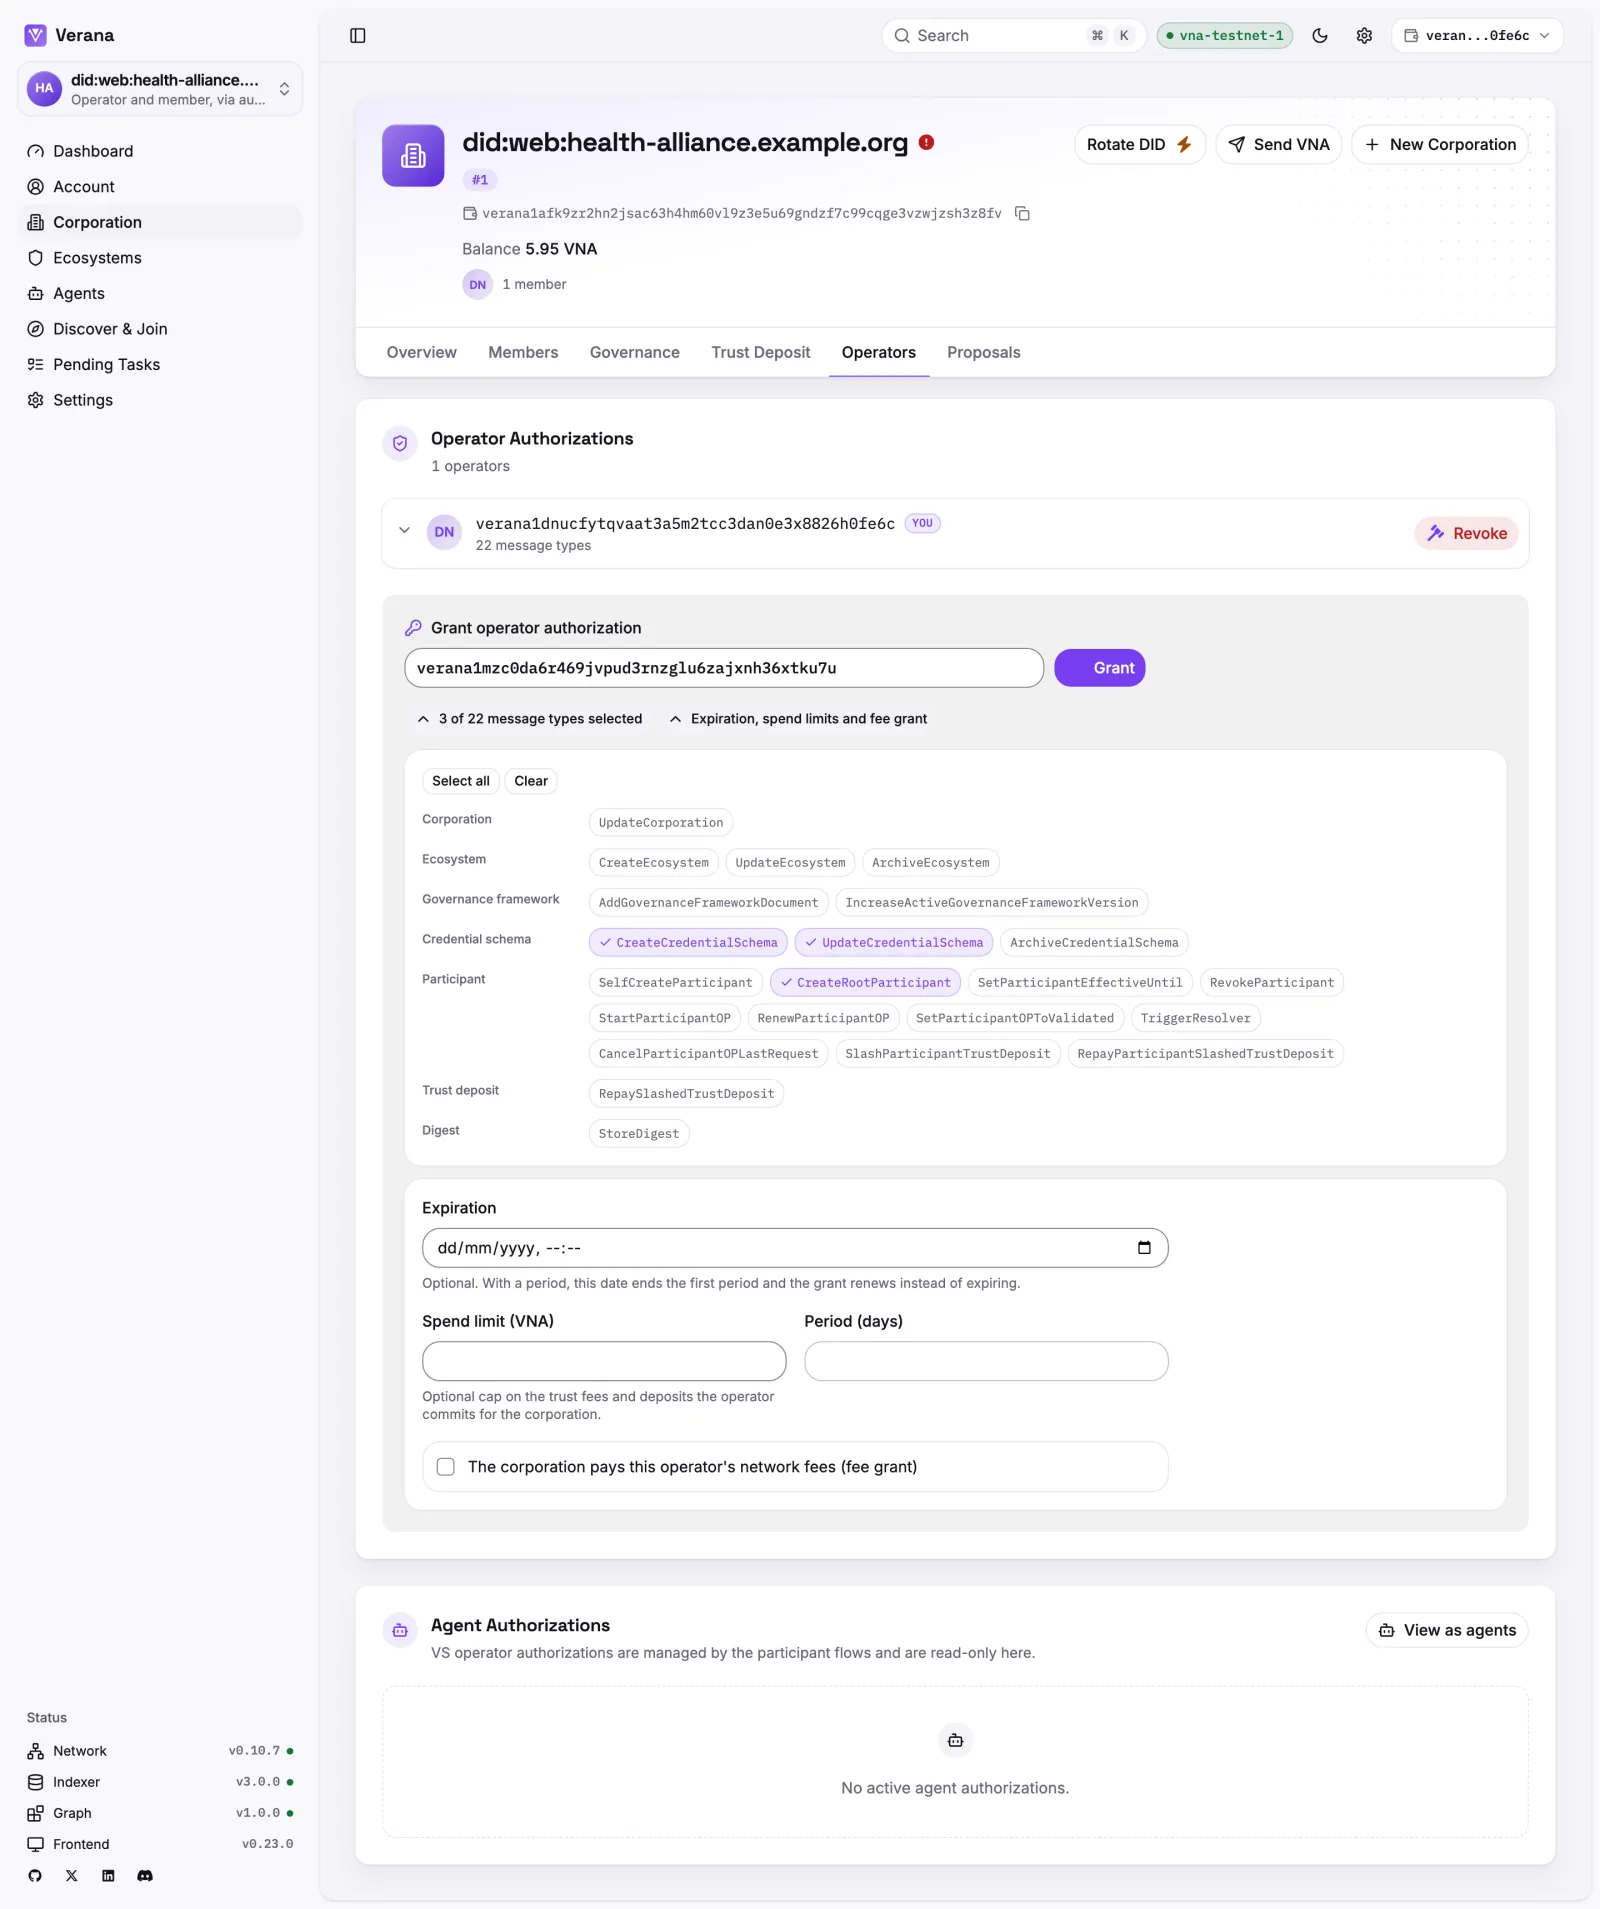 Verana
HA
did:web:health-alliance....
Operator and member, via au...
Dashboard
Account
Corporation
Ecosystems
Agents
Discover & Join
Pending Tasks
Settings
Status
Network v0.10.7
Indexer v3.0.0
Graph v1.0.0
Frontend v0.23.0
Search ⌘ K
vna-testnet-1
veran...0fe6c
did:web:health-alliance.example.org
#1
Rotate DID
Send VNA
New Corporation
verana1afk9zr2hn2jsac63h4hm60vl9z3e5u69gndzf7c99cqge3vzwjzsh3z8fv
Balance 5.95 VNA
DN 1 member
Overview Members Governance Trust Deposit Operators Proposals
Operator Authorizations
1 operators
DN
verana1dnucfytqvaat3a5m2tcc3dan0e3x8826h0fe6c YOU
22 message types
Revoke
Grant operator authorization
verana1mzc0da6r469jvpud3rnzglu6zajxnh36xtku7u
Grant
3 of 22 message types selected Expiration, spend limits and fee grant
Select all Clear
Corporation UpdateCorporation
Ecosystem CreateEcosystem UpdateEcosystem ArchiveEcosystem
Governance framework AddGovernanceFrameworkDocument IncreaseActiveGovernanceFrameworkVersion
Credential schema CreateCredentialSchema UpdateCredentialSchema ArchiveCredentialSchema
Participant SelfCreateParticipant CreateRootParticipant SetParticipantEffectiveUntil RevokeParticipant
StartParticipantOP RenewParticipantOP SetParticipantOPToValidated TriggerResolver
CancelParticipantOPLastRequest SlashParticipantTrustDeposit RepayParticipantSlashedTrustDeposit
Trust deposit RepaySlashedTrustDeposit
Digest StoreDigest
Expiration
dd/mm/yyyy, --:--
Optional. With a period, this date ends the first period and the grant renews instead of expiring.
Spend limit (VNA) Period (days)
Optional cap on the trust fees and deposits the operator
commits for the corporation.
The corporation pays this operator's network fees (fee grant)
Agent Authorizations
VS operator authorizations are managed by the participant flows and are read-only here.
View as agents
No active agent authorizations.